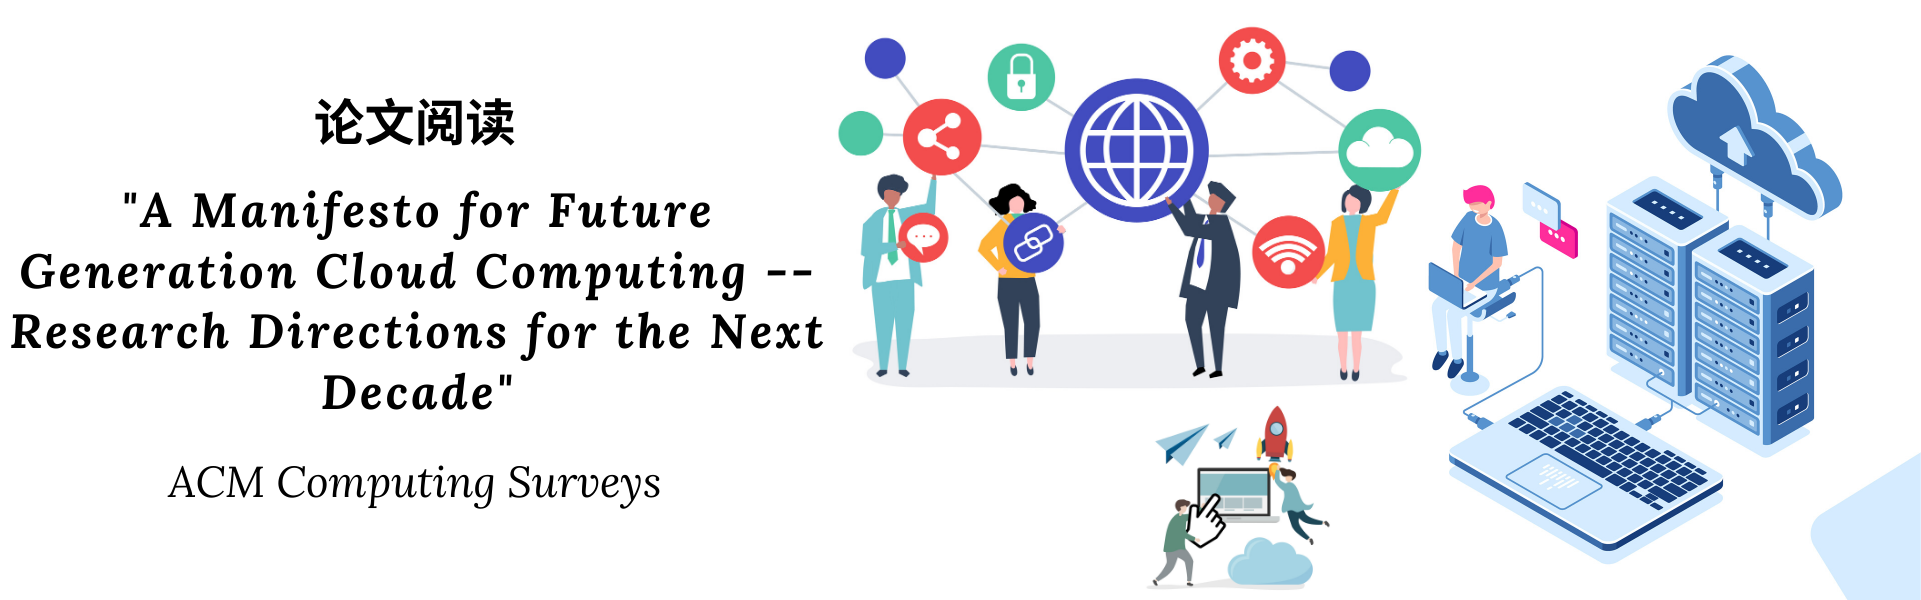 论文阅读
"A Manifesto for Future
Generation Cloud Computing --
Research Directions for the Next
Decade"
ACM Computing Surveys